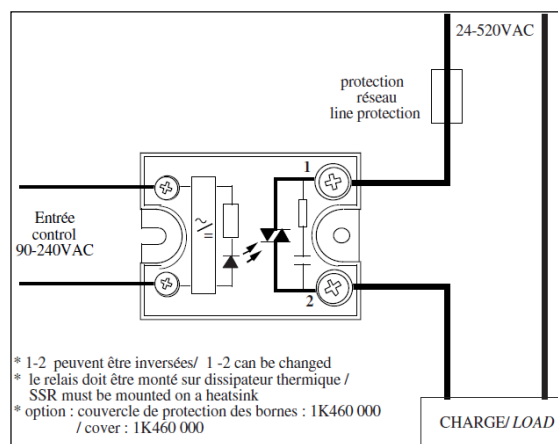 24-520VAC
protection
réseau
line protection
1
Entrée
control
90-240VAC
~/=
2
* 1-2 peuvent être inversées/ 1 -2 can be changed
* le relais doit être monté sur dissipateur thermique /
SSR must be mounted on a heatsink
* option : couvercle de protection des bornes : 1K460 000
/ cover : 1K460 000
CHARGE/ LOAD